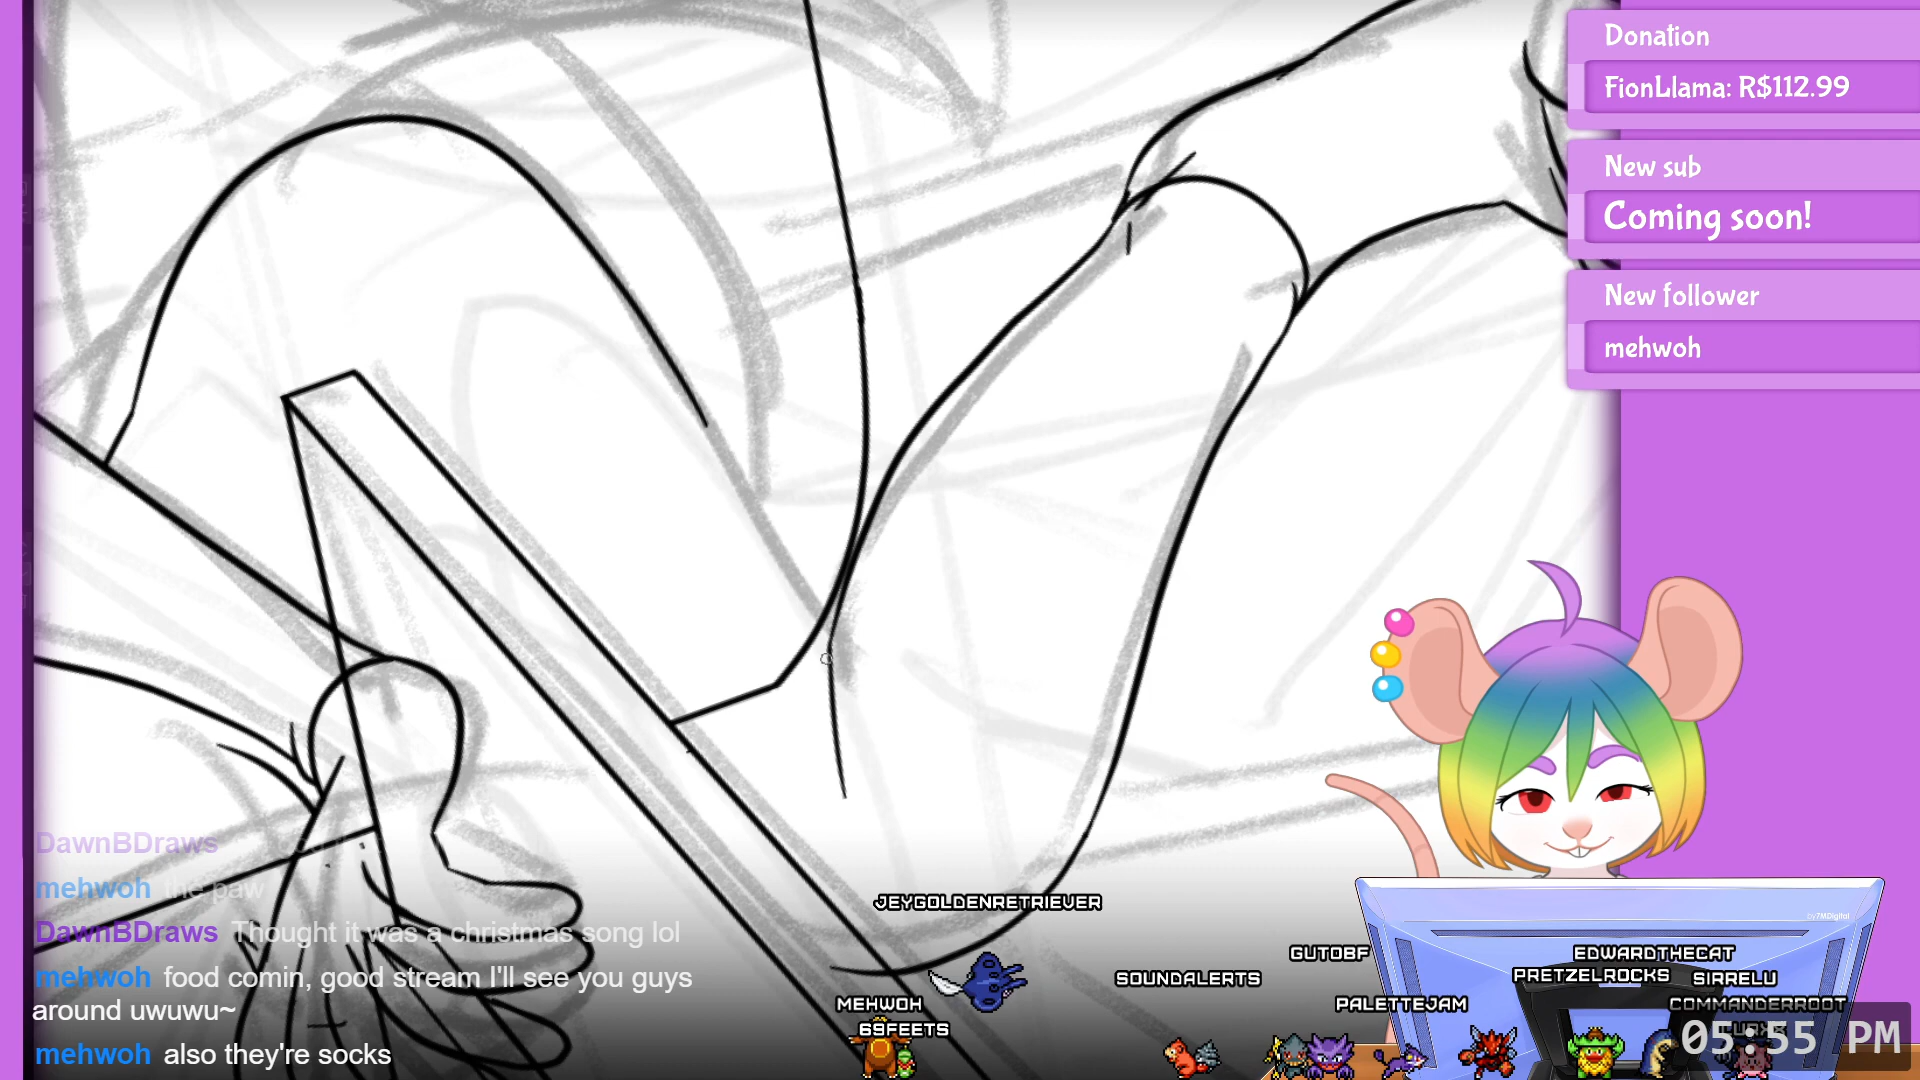 Donation
FionLlama: R$112.99
New sub
Coming soon!
New follower
mehwoh
DawnBDraws
mehwoh the paw
DawnBDraws Thought it was a christmas song lol
mehwoh food comin, good stream I'll see you guys
around uwuwu~
mehwoh also they're socks
JEYGOLDENRETRIEVER
MEHWOH
69FEETS
SOUNDALERTS
GUTOBF
PALETTEJAM
EDWARDTHECAT
PRETZELROCKS
SIRRELU
COMMANDERROOT
by7MDigital
05:55 PM